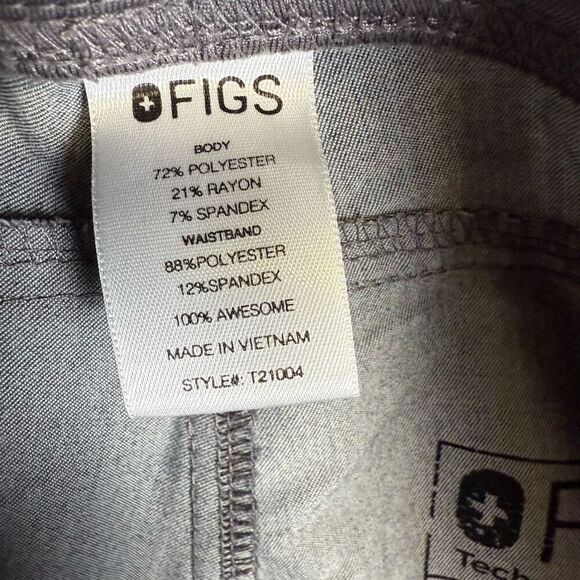 FIGS
BODY
72% POLYESTER
21% RAYON
7% SPANDEX
WAISTBAND
88%POLYESTER
12%SPANDEX
100% AWESOME
MADE IN VIETNAM
STYLE#: T21004